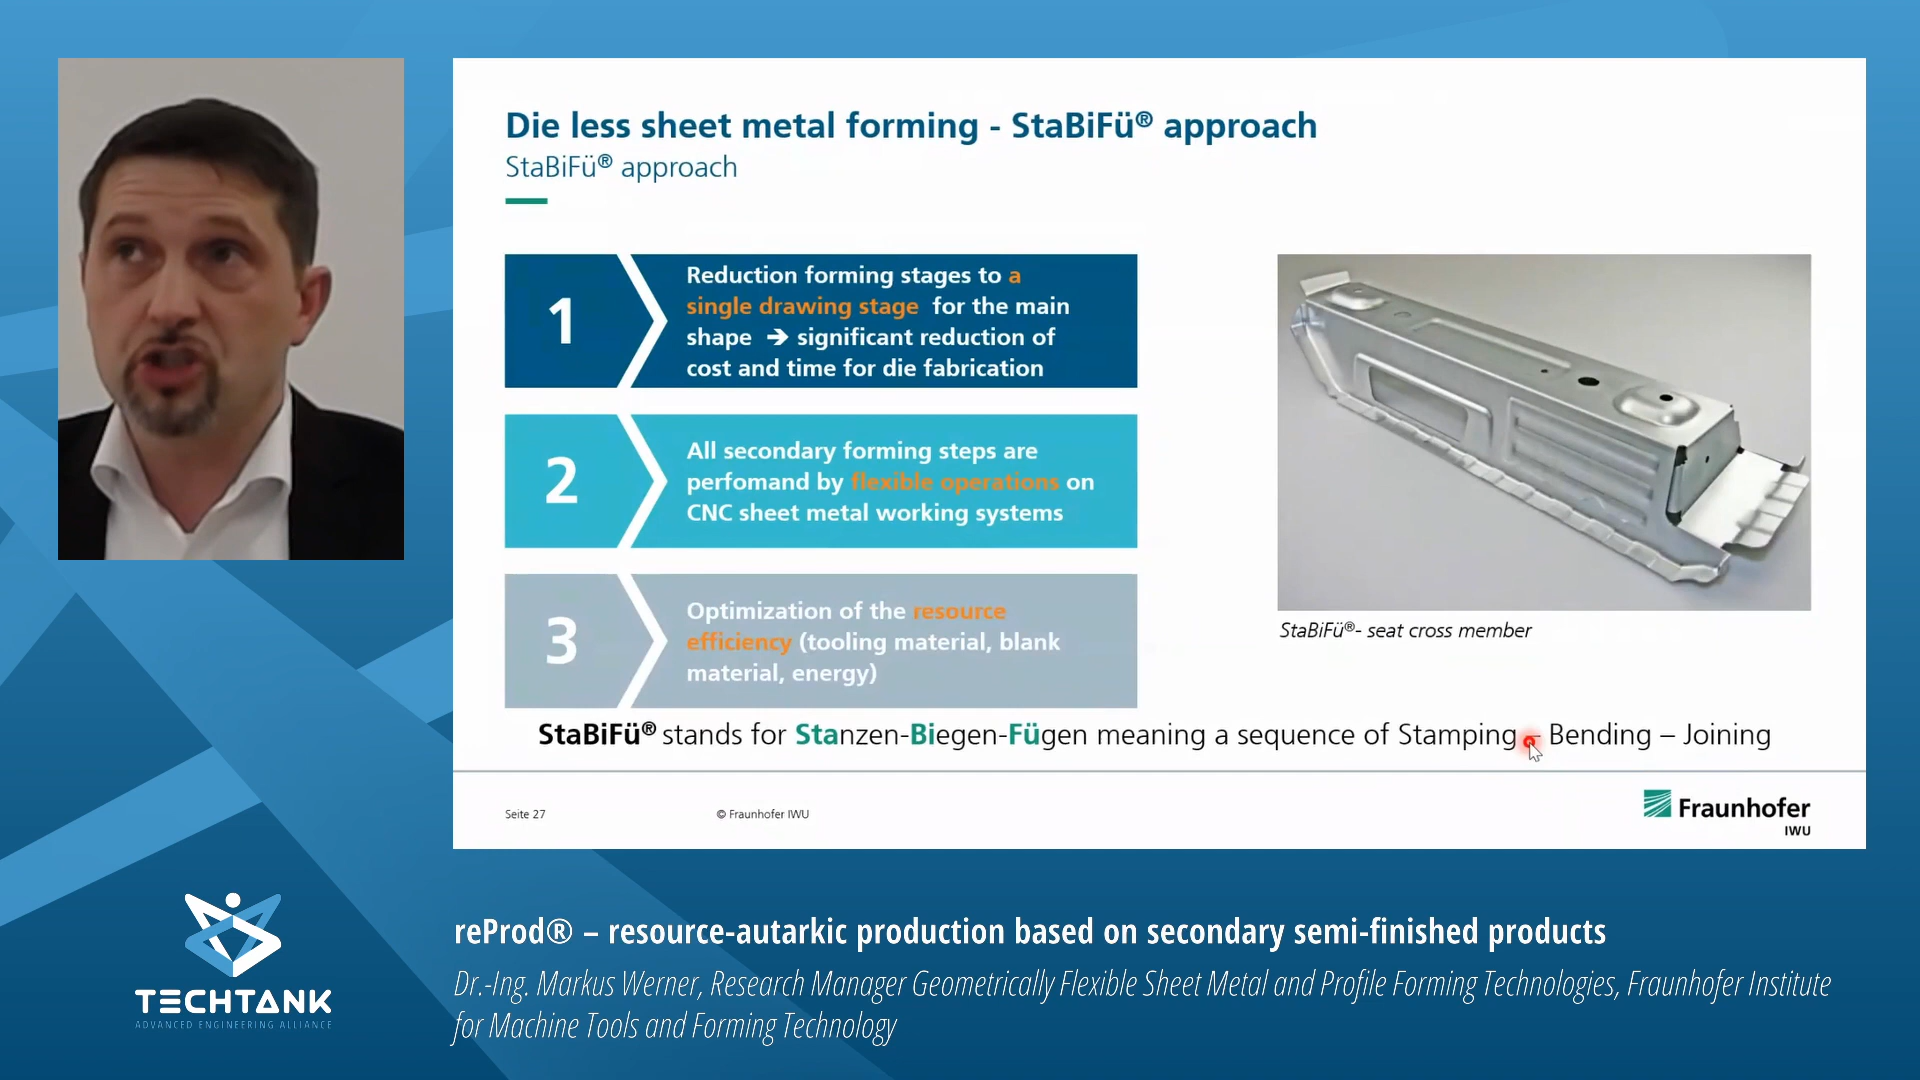 Die less sheet metal forming - StaBiFü® approach
StaBiFü® approach
1
Reduction forming stages to a
single drawing stage for the main
shape ➔ significant reduction of
cost and time for die fabrication
2
All secondary forming steps are
perfomand by flexible operations on
CNC sheet metal working systems
3
Optimization of the resource
efficiency (tooling material, blank
material, energy)
StaBiFü®- seat cross member
StaBiFü® stands for Stanzen-Biegen-Fügen meaning a sequence of Stamping – Bending – Joining
Seite 27
© Fraunhofer IWU
Fraunhofer
IWU
TECHTANK
ADVANCED ENGINEERING ALLIANCE
reProd® – resource-autarkic production based on secondary semi-finished products
Dr.-Ing. Markus Werner, Research Manager Geometrically Flexible Sheet Metal and Profile Forming Technologies, Fraunhofer Institute
for Machine Tools and Forming Technology